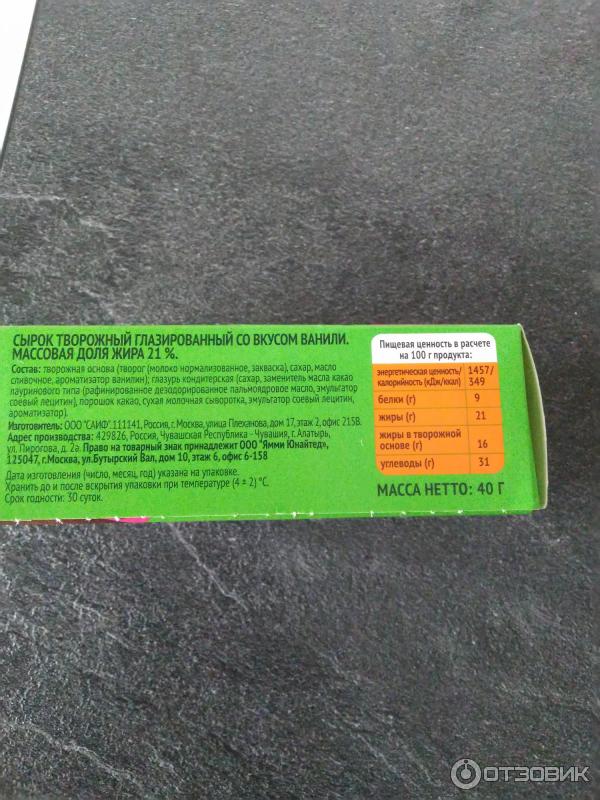 СЫРОК ТВОРОЖНЫЙ ГЛАЗИРОВАННЫЙ СО ВКУСОМ ВАНИЛИ.
МАССОВАЯ ДОЛЯ ЖИРА 21 %.
Состав: творожная основа (творог (молоко нормализованное, закваска), сахар, масло
сливочное, ароматизатор ванилин); глазурь кондитерская (сахар, заменитель масла какао
лауринового типа (рафинированное дезодорированное пальмоядровое масло, эмульгатор
соевый лецитин), порошок какао, сухая молочная сыворотка, эмульгатор соевый лецитин,
ароматизатор).
Изготовитель: ООО "САИФ".111141, Россия, г. Москва, улица Плеханова, дом 17, этаж 2, офис 215В.
Адрес производства: 429826, Россия, Чувашская Республика - Чувашия, г. Алатырь,
ул. Пирогова, д. 2а. Право на товарный знак принадлежит ООО "Ямми Юнайтед",
125047, г.Москва, ул.Бутырский Вал, дом 10, этаж 6, офис 6-158
Дата изготовления (число, месяц, год) указана на упаковке.
Хранить до и после вскрытия упаковки при температуре (4 ± 2) °С.
Срок годности: 30 суток.
Пищевая ценность в расчете
на 100 г продукта:
энергетическая ценность/ 1457/
калорийность (кДж/ккал) 349
белки (г) 9
жиры (г) 21
жиры в творожной
основе (г) 16
углеводы (г) 31
МАССА НЕТТО: 40 Г
ОТЗОВИК